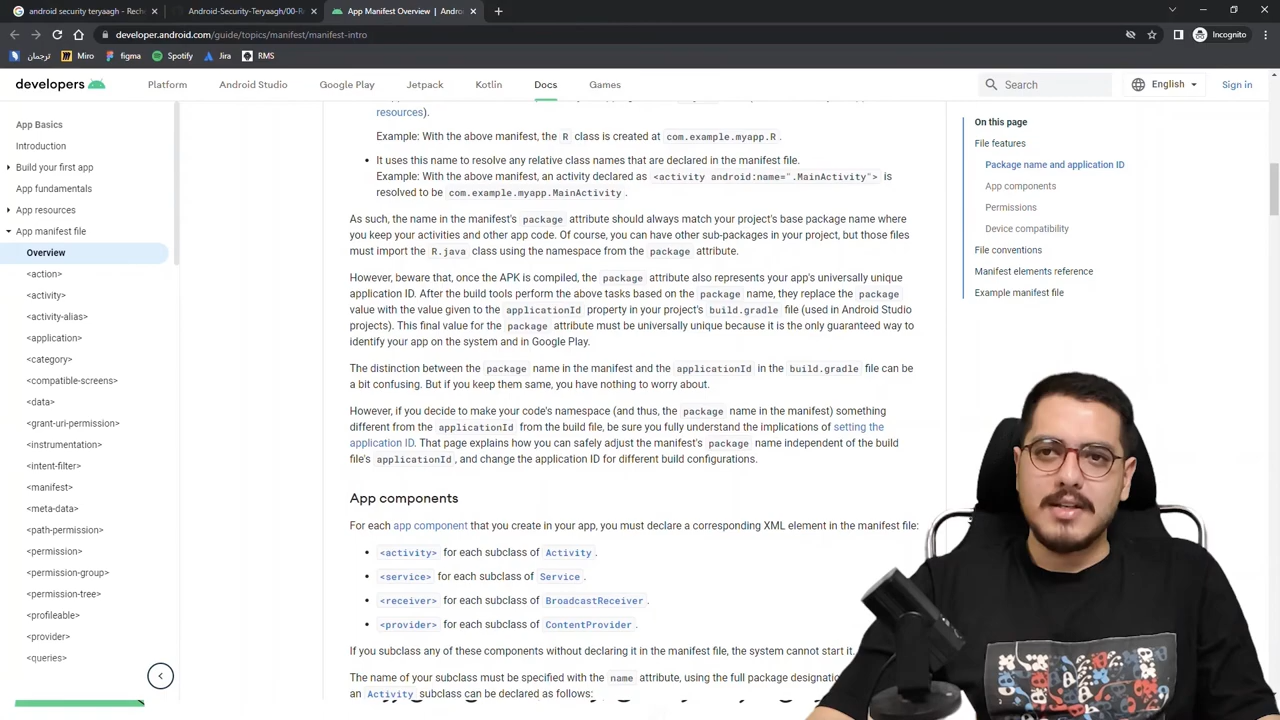 android security teryaagh - Rech
Android-Security-Teryaagh/00-R
App Manifest Overview | Andro
developer.android.com/guide/topics/manifest/manifest-intro
Incognito
ترجمان
Miro
figma
Spotify
Jira
RMS
developers
Platform
Android Studio
Google Play
Jetpack
Kotlin
Docs
Games
Search
English
Sign in
App Basics
Introduction
Build your first app
App fundamentals
App resources
App manifest file
Overview
<action>
<activity>
<activity-alias>
<application>
<category>
<compatible-screens>
<data>
<grant-uri-permission>
<instrumentation>
<intent-filter>
<manifest>
<meta-data>
<path-permission>
<permission>
<permission-group>
<permission-tree>
<profileable>
<provider>
<queries>
resources).
Example: With the above manifest, the R class is created at com.example.myapp.R.
• It uses this name to resolve any relative class names that are declared in the manifest file.
Example: With the above manifest, an activity declared as <activity android:name=".MainActivity"> is
resolved to be com.example.myapp.MainActivity.
As such, the name in the manifest's package attribute should always match your project's base package name where
you keep your activities and other app code. Of course, you can have other sub-packages in your project, but those files
must import the R.java class using the namespace from the package attribute.
However, beware that, once the APK is compiled, the package attribute also represents your app's universally unique
application ID. After the build tools perform the above tasks based on the package name, they replace the package
value with the value given to the applicationId property in your project's build.gradle file (used in Android Studio
projects). This final value for the package attribute must be universally unique because it is the only guaranteed way to
identify your app on the system and in Google Play.
The distinction between the package name in the manifest and the applicationId in the build.gradle file can be
a bit confusing. But if you keep them same, you have nothing to worry about.
However, if you decide to make your code's namespace (and thus, the package name in the manifest) something
different from the applicationId from the build file, be sure you fully understand the implications of setting the
application ID. That page explains how you can safely adjust the manifest's package name independent of the build
file's applicationId, and change the application ID for different build configurations.
App components
For each app component that you create in your app, you must declare a corresponding XML element in the manifest file:
• <activity> for each subclass of Activity.
• <service> for each subclass of Service.
• <receiver> for each subclass of BroadcastReceiver.
• <provider> for each subclass of ContentProvider.
If you subclass any of these components without declaring it in the manifest file, the system cannot start it.
The name of your subclass must be specified with the name attribute, using the full package designation
an Activity subclass can be declared as follows:
On this page
File features
Package name and application ID
App components
Permissions
Device compatibility
File conventions
Manifest elements reference
Example manifest file